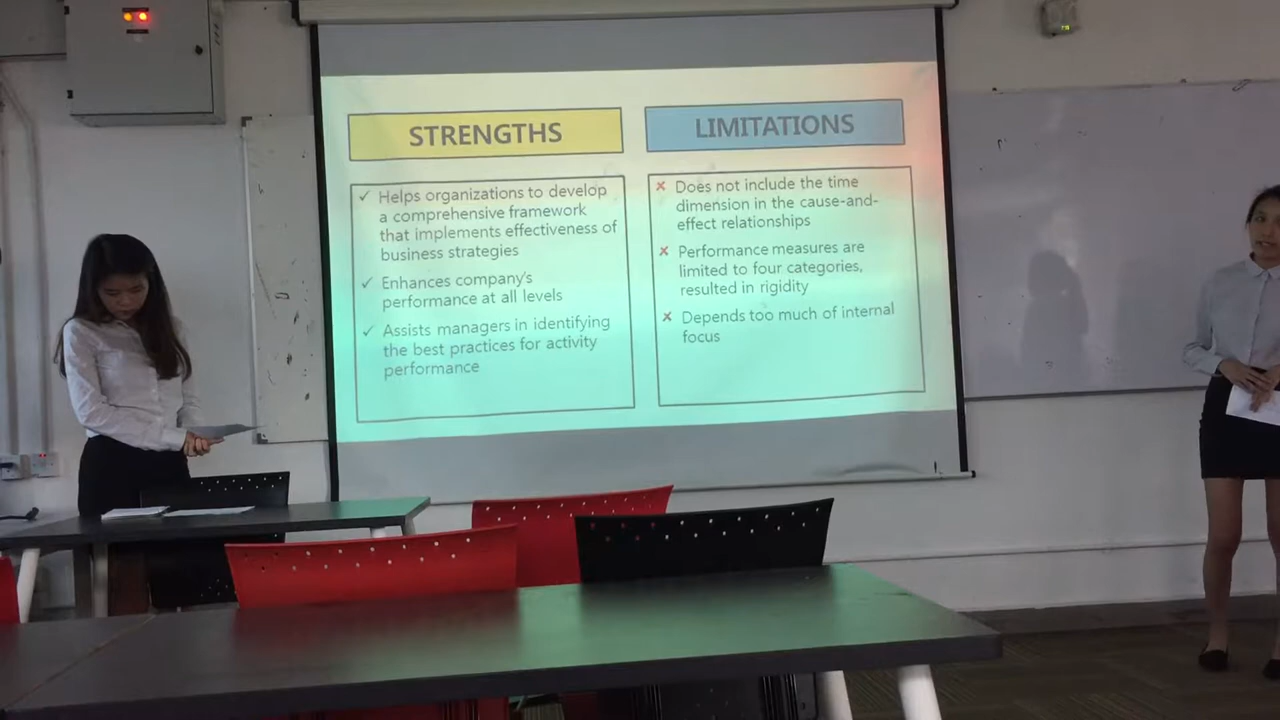 STRENGTHS
✓ Helps organizations to develop
a comprehensive framework
that implements effectiveness of
business strategies
✓ Enhances company's
performance at all levels
✓ Assists managers in identifying
the best practices for activity
performance
LIMITATIONS
✗ Does not include the time
dimension in the cause-and-
effect relationships
✗ Performance measures are
limited to four categories,
resulted in rigidity
✗ Depends too much of internal
focus